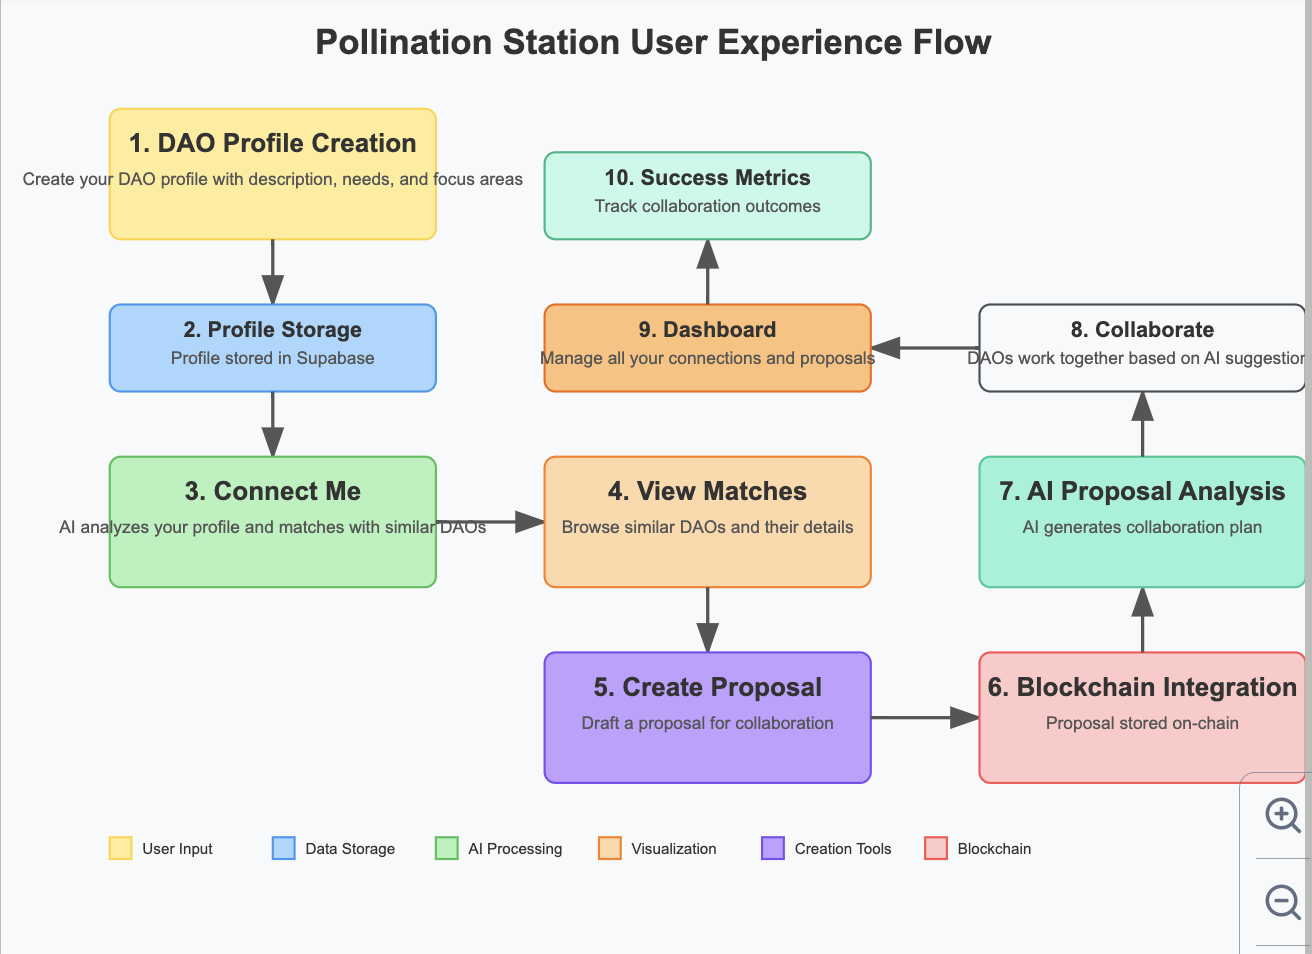 Pollination Station User Experience Flow
1. DAO Profile Creation
Create your DAO profile with description, needs, and focus areas
2. Profile Storage
Profile stored in Supabase
3. Connect Me
AI analyzes your profile and matches with similar DAOs
4. View Matches
Browse similar DAOs and their details
5. Create Proposal
Draft a proposal for collaboration
6. Blockchain Integration
Proposal stored on-chain
7. AI Proposal Analysis
AI generates collaboration plan
8. Collaborate
DAOs work together based on AI suggestion
9. Dashboard
Manage all your connections and proposals
10. Success Metrics
Track collaboration outcomes
User Input
Data Storage
AI Processing
Visualization
Creation Tools
Blockchain